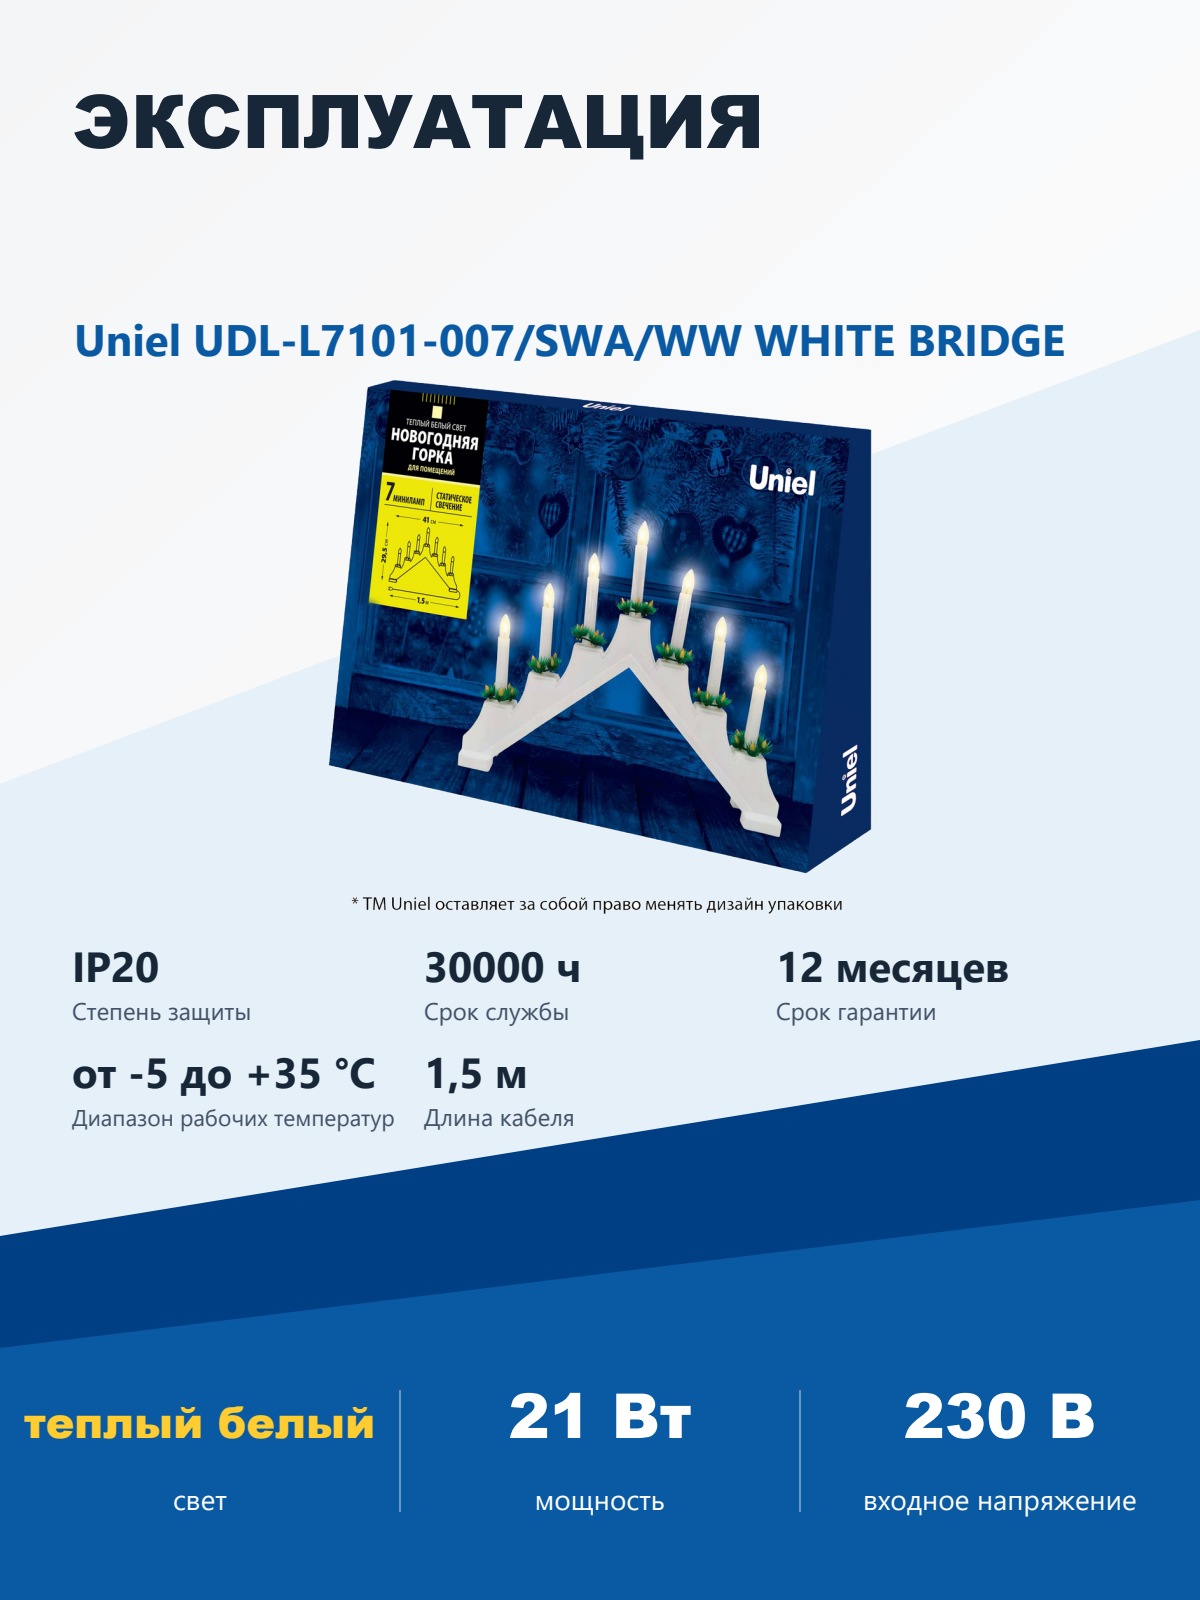 ЭКСПЛУАТАЦИЯ
Uniel UDL-L7101-007/SWA/WW WHITE BRIDGE
Uniel
ТЕПЛЫЙ БЕЛЫЙ СВЕТ
НОВОГОДНЯЯ
ГОРКА
ДЛЯ ПОМЕЩЕНИЙ
7 МИНИЛАМП
СТАТИЧЕСКОЕ
СВЕЧЕНИЕ
41 СМ
29,5 СМ
1,5 М
Uniel
Uniel
* ТМ Uniel оставляет за собой право менять дизайн упаковки
IP20
Степень защиты
30000 ч
Срок службы
12 месяцев
Срок гарантии
от -5 до +35 °C
Диапазон рабочих температур
1,5 м
Длина кабеля
теплый белый
свет
21 Вт
мощность
230 В
входное напряжение